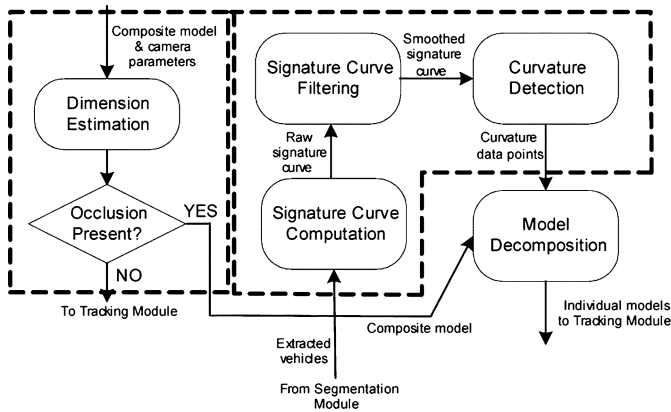 Composite model
& camera
parameters
Dimension
Estimation
Occlusion
Present?
YES
NO
To Tracking Module
Signature Curve
Filtering
Smoothed
signature
curve
Curvature
Detection
Raw
signature
curve
Curvature
data points
Signature Curve
Computation
Model
Decomposition
Composite model
Extracted
vehicles
From Segmentation
Module
Individual models
to Tracking Module